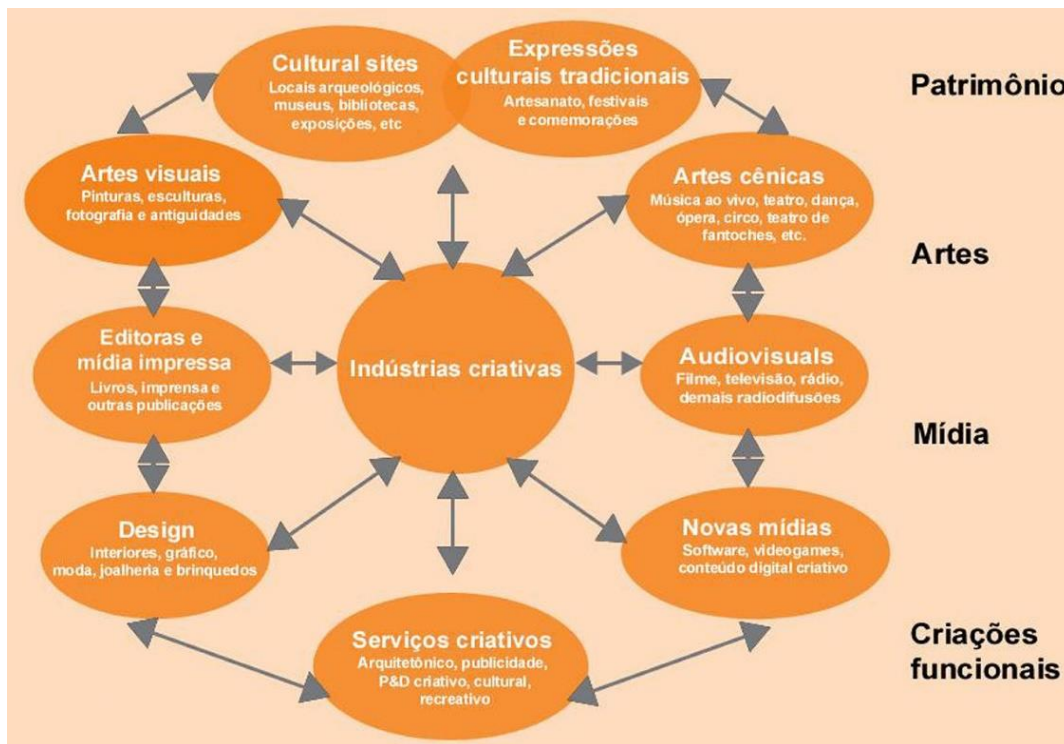 Cultural sites
Locais arqueológicos,
museus, bibliotecas,
exposições, etc
Expressões
culturais tradicionais
Artesanato, festivais
e comemorações
Patrimônio
Artes visuais
Pinturas, esculturas,
fotografia e antiguidades
Artes cênicas
Música ao vivo, teatro, dança,
ópera, circo, teatro de
fantoches, etc.
Artes
Editoras e
mídia impressa
Livros, imprensa e
outras publicações
Indústrias criativas
Audiovisuals
Filme, televisão, rádio,
demais radiodifusões
Mídia
Design
Interiores, gráfico,
moda, joalheria e brinquedos
Novas mídias
Software, videogames,
conteúdo digital criativo
Serviços criativos
Arquitetônico, publicidade,
P&D criativo, cultural,
recreativo
Criações
funcionais